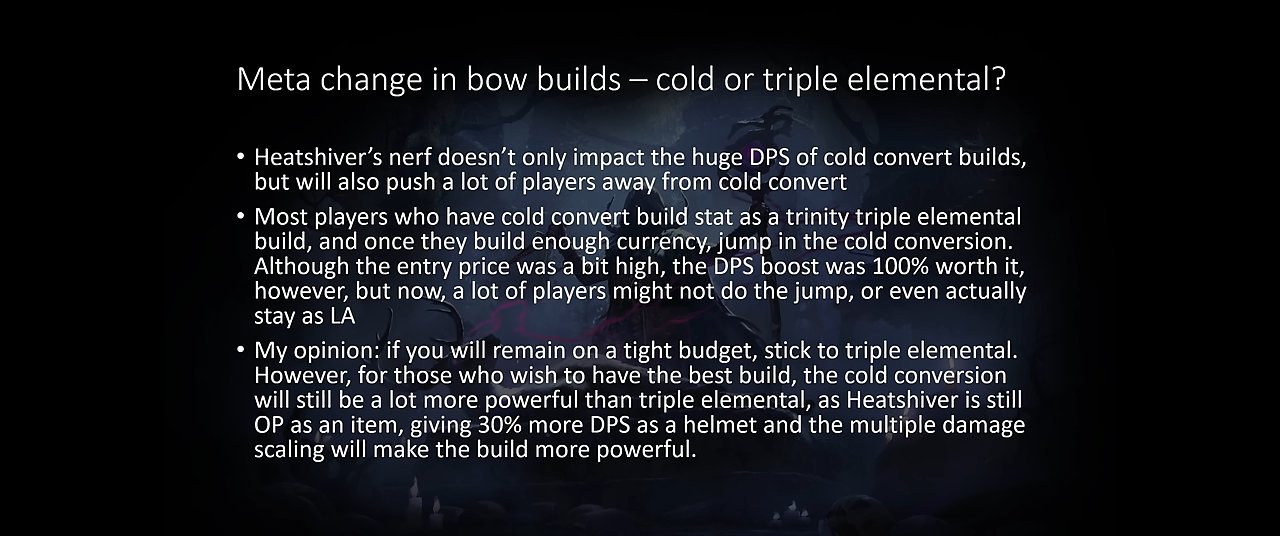 Meta change in bow builds – cold or triple elemental?
• Heatshiver's nerf doesn't only impact the huge DPS of cold convert builds,
but will also push a lot of players away from cold convert
• Most players who have cold convert build stat as a trinity triple elemental
build, and once they build enough currency, jump in the cold conversion.
Although the entry price was a bit high, the DPS boost was 100% worth it,
however, but now, a lot of players might not do the jump, or even actually
stay as LA
• My opinion: if you will remain on a tight budget, stick to triple elemental.
However, for those who wish to have the best build, the cold conversion
will still be a lot more powerful than triple elemental, as Heatshiver is still
OP as an item, giving 30% more DPS as a helmet and the multiple damage
scaling will make the build more powerful.